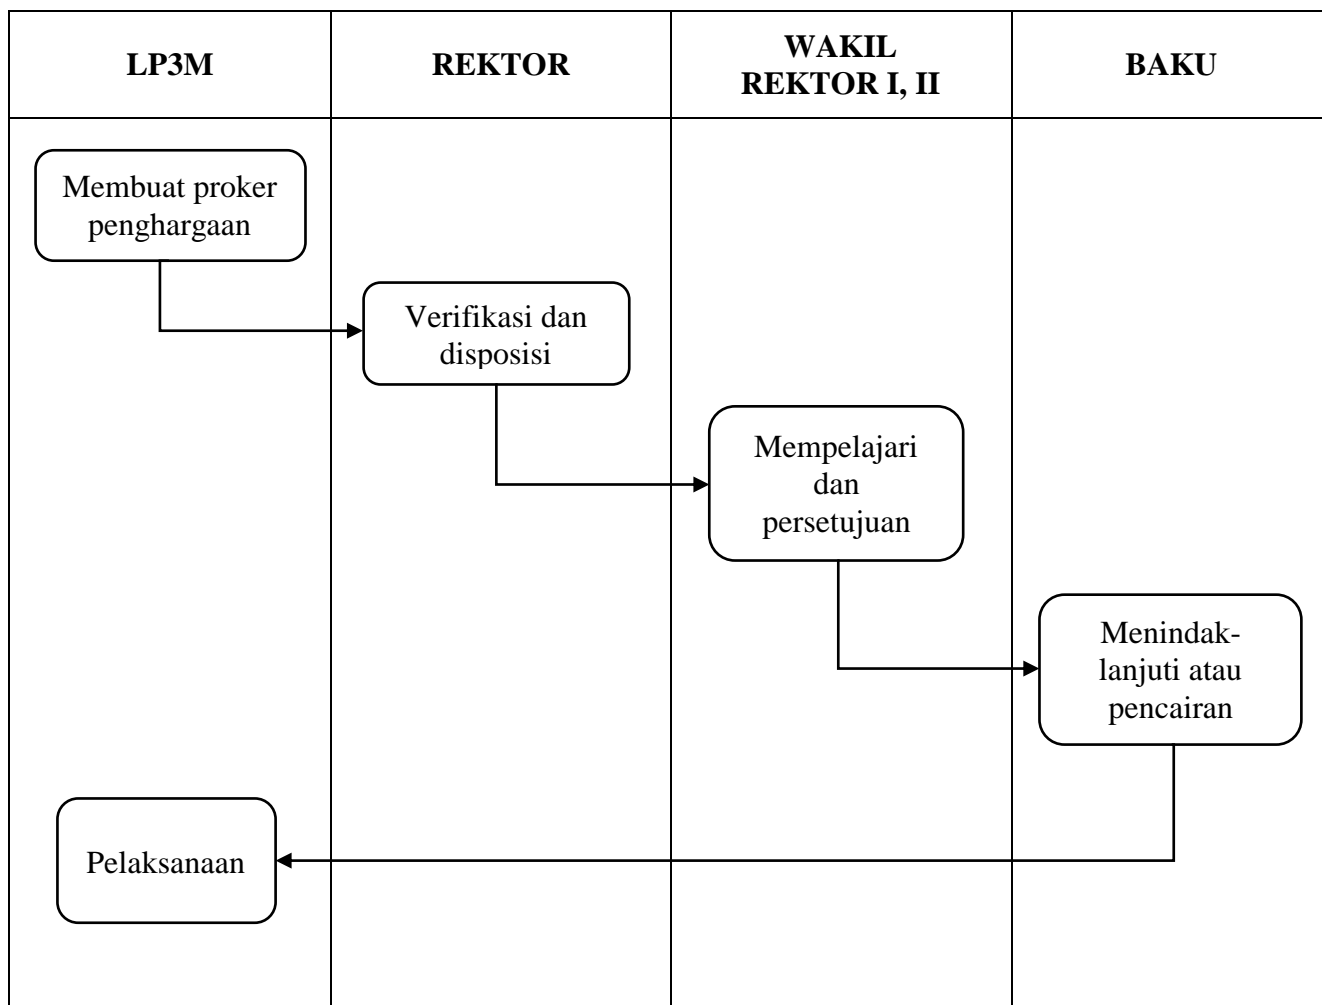 LP3M
REKTOR
WAKIL
REKTOR I, II
BAKU
Membuat proker
penghargaan
Verifikasi dan
disposisi
Mempelajari
dan
persetujuan
Menindak-
lanjuti atau
pencairan
Pelaksanaan